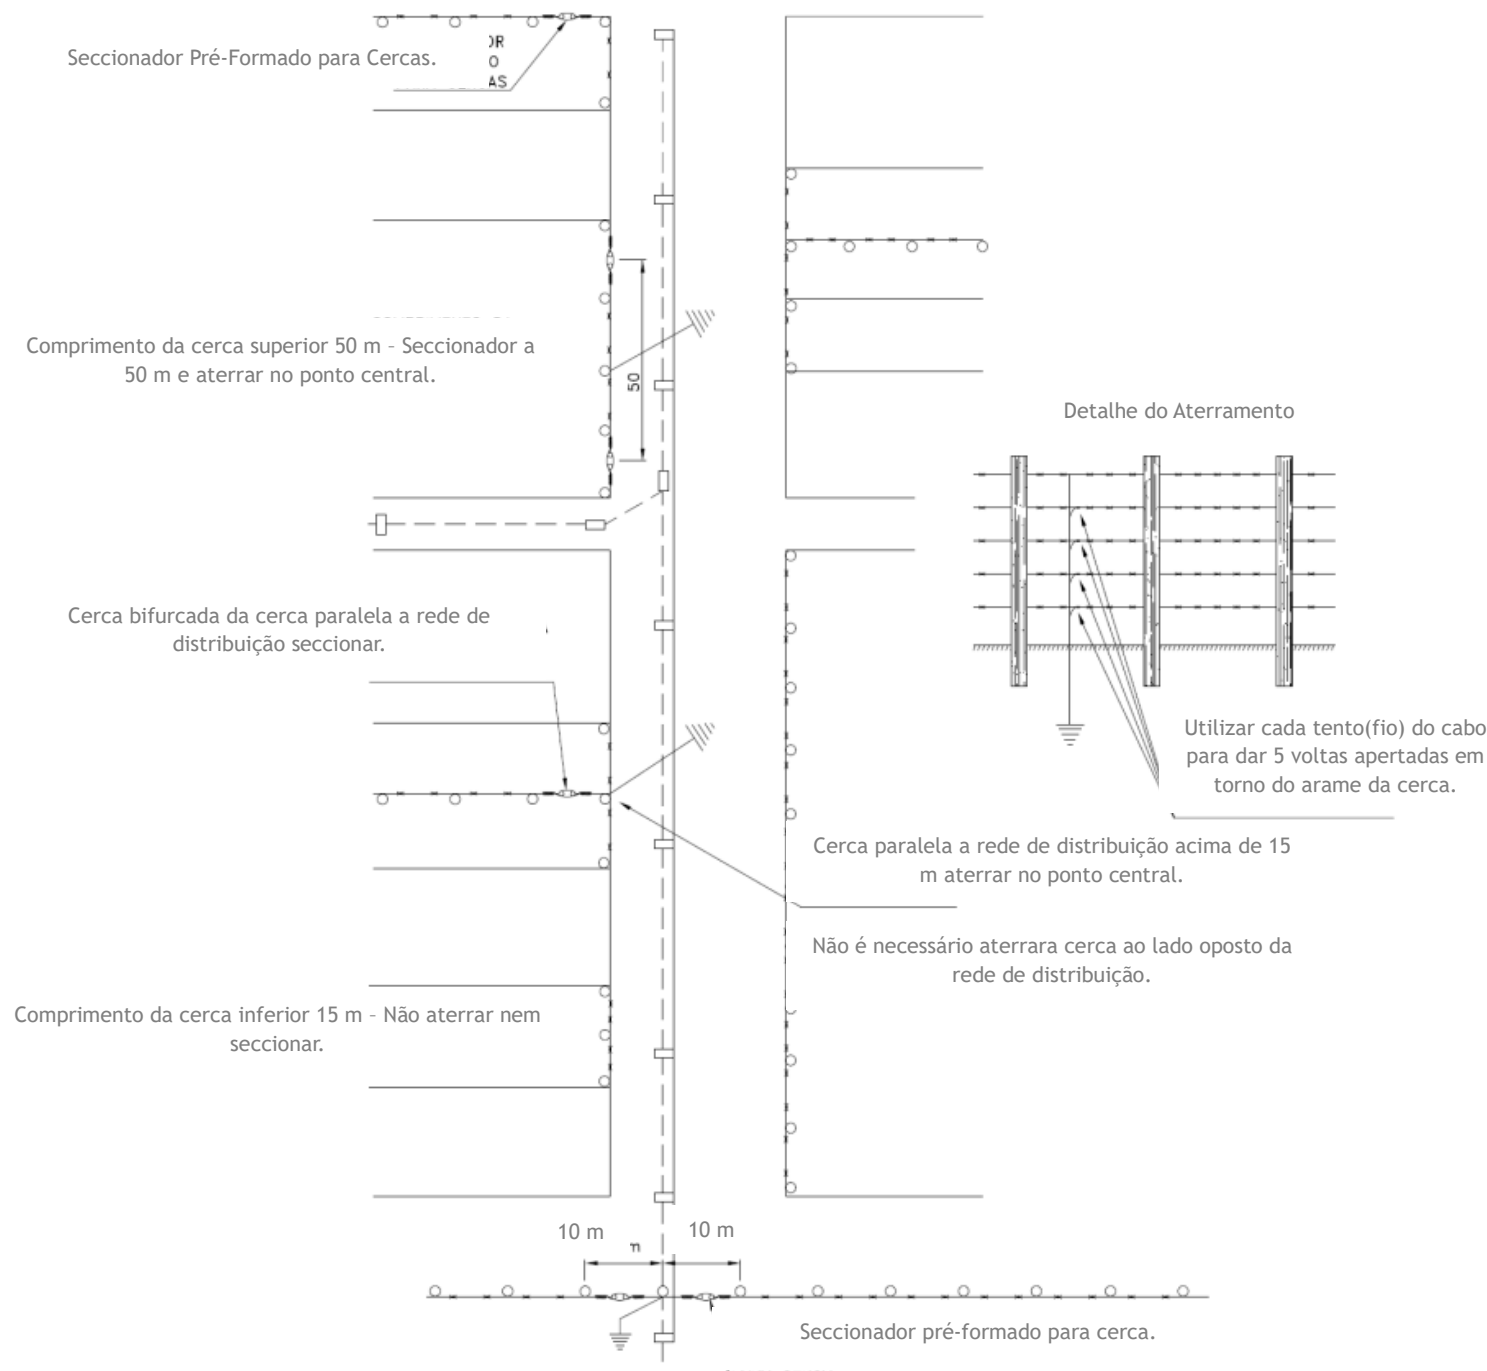 Seccionador Pré-Formado para Cercas.
OR
O
AS
Comprimento da cerca superior 50 m – Seccionador a
50 m e aterrar no ponto central.
50
Detalhe do Aterramento
Cerca bifurcada da cerca paralela a rede de
distribuição seccionar.
Utilizar cada tento(fio) do cabo
para dar 5 voltas apertadas em
torno do arame da cerca.
Cerca paralela a rede de distribuição acima de 15
m aterrar no ponto central.
Não é necessário aterrara cerca ao lado oposto da
rede de distribuição.
Comprimento da cerca inferior 15 m – Não aterrar nem
seccionar.
10 m
10 m
m
Seccionador pré-formado para cerca.